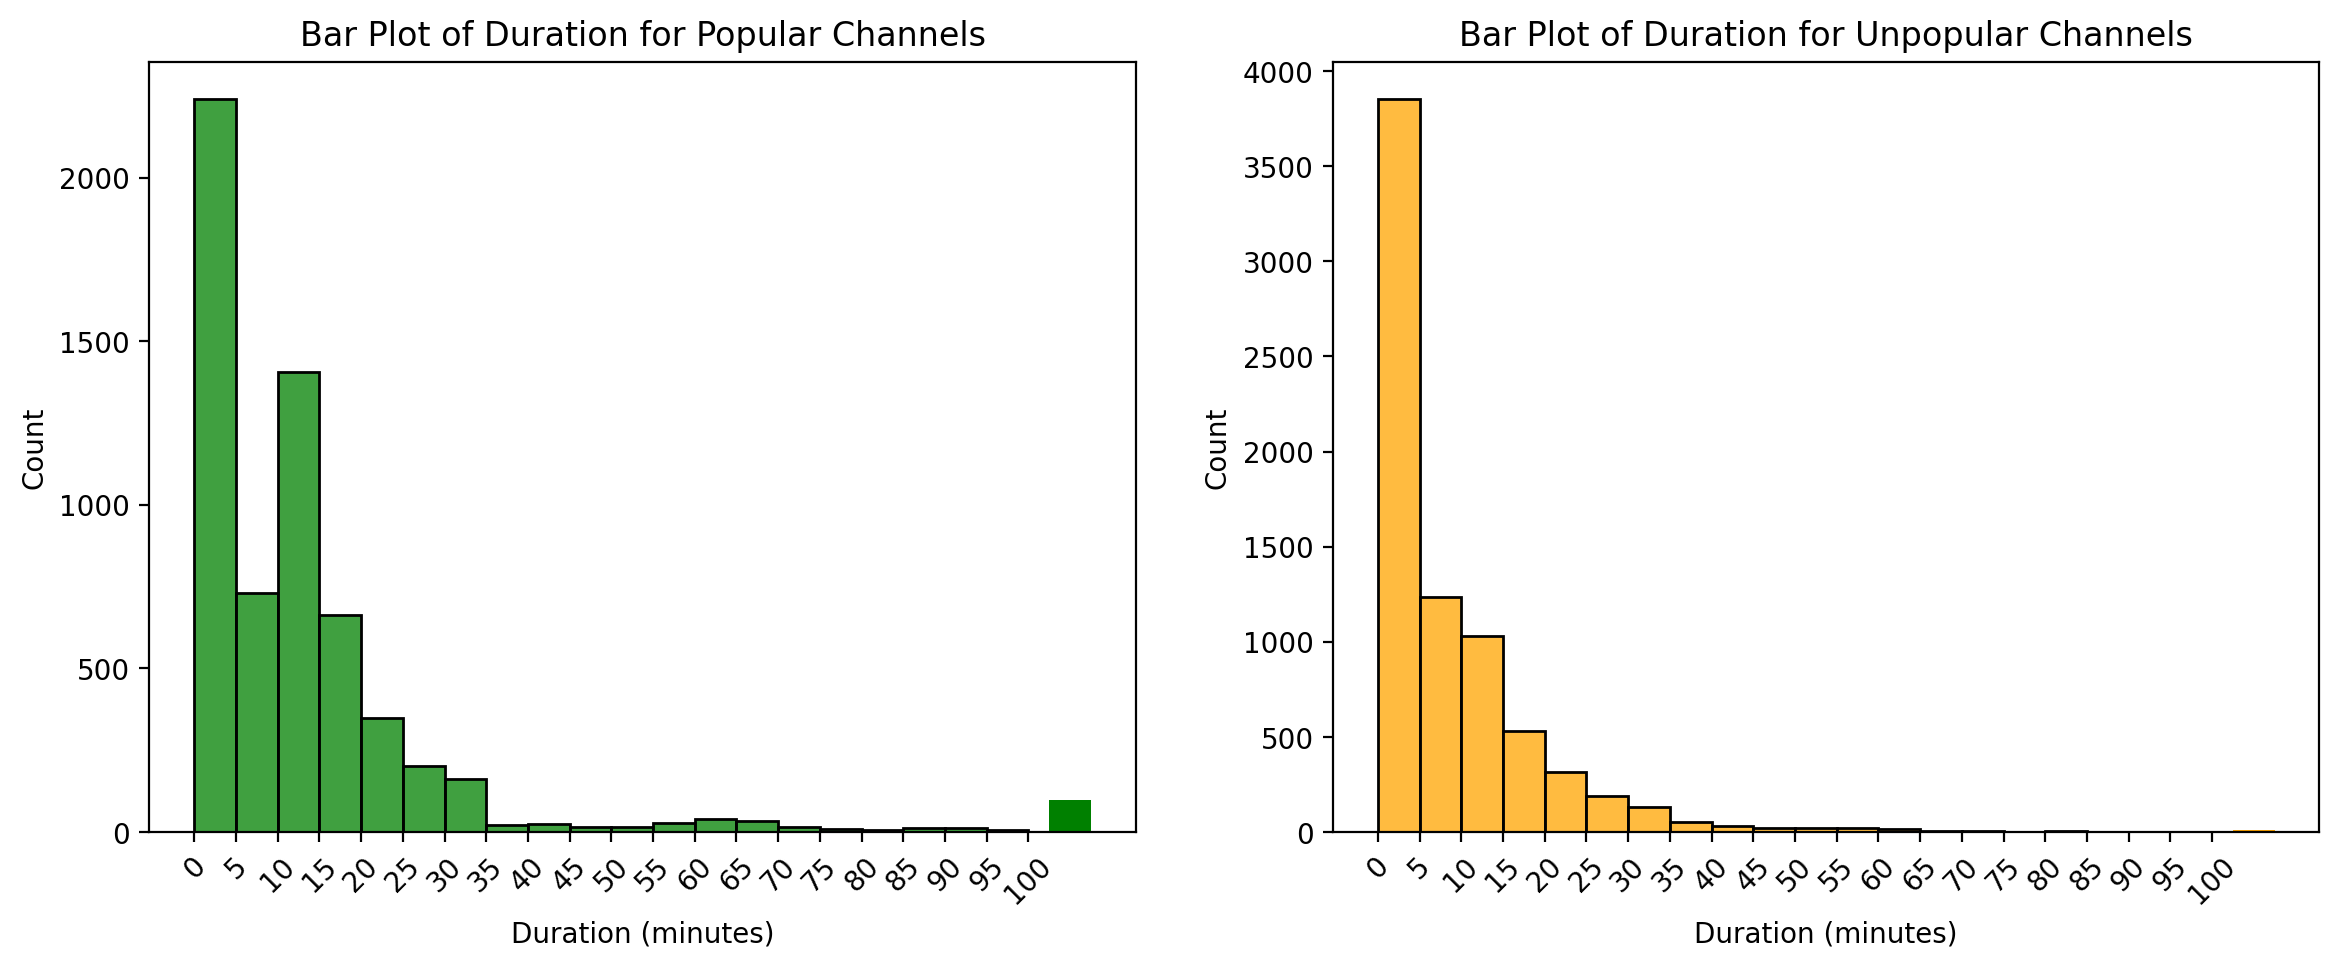 Bar Plot of Duration for Popular Channels
Count
2000
1500
1000
500
0
0 5 10 15 20 25 30 35 40 45 50 55 60 65 70 75 80 85 90 95 100
Duration (minutes)
Bar Plot of Duration for Unpopular Channels
Count
4000
3500
3000
2500
2000
1500
1000
500
0
0 5 10 15 20 25 30 35 40 45 50 55 60 65 70 75 80 85 90 95 100
Duration (minutes)